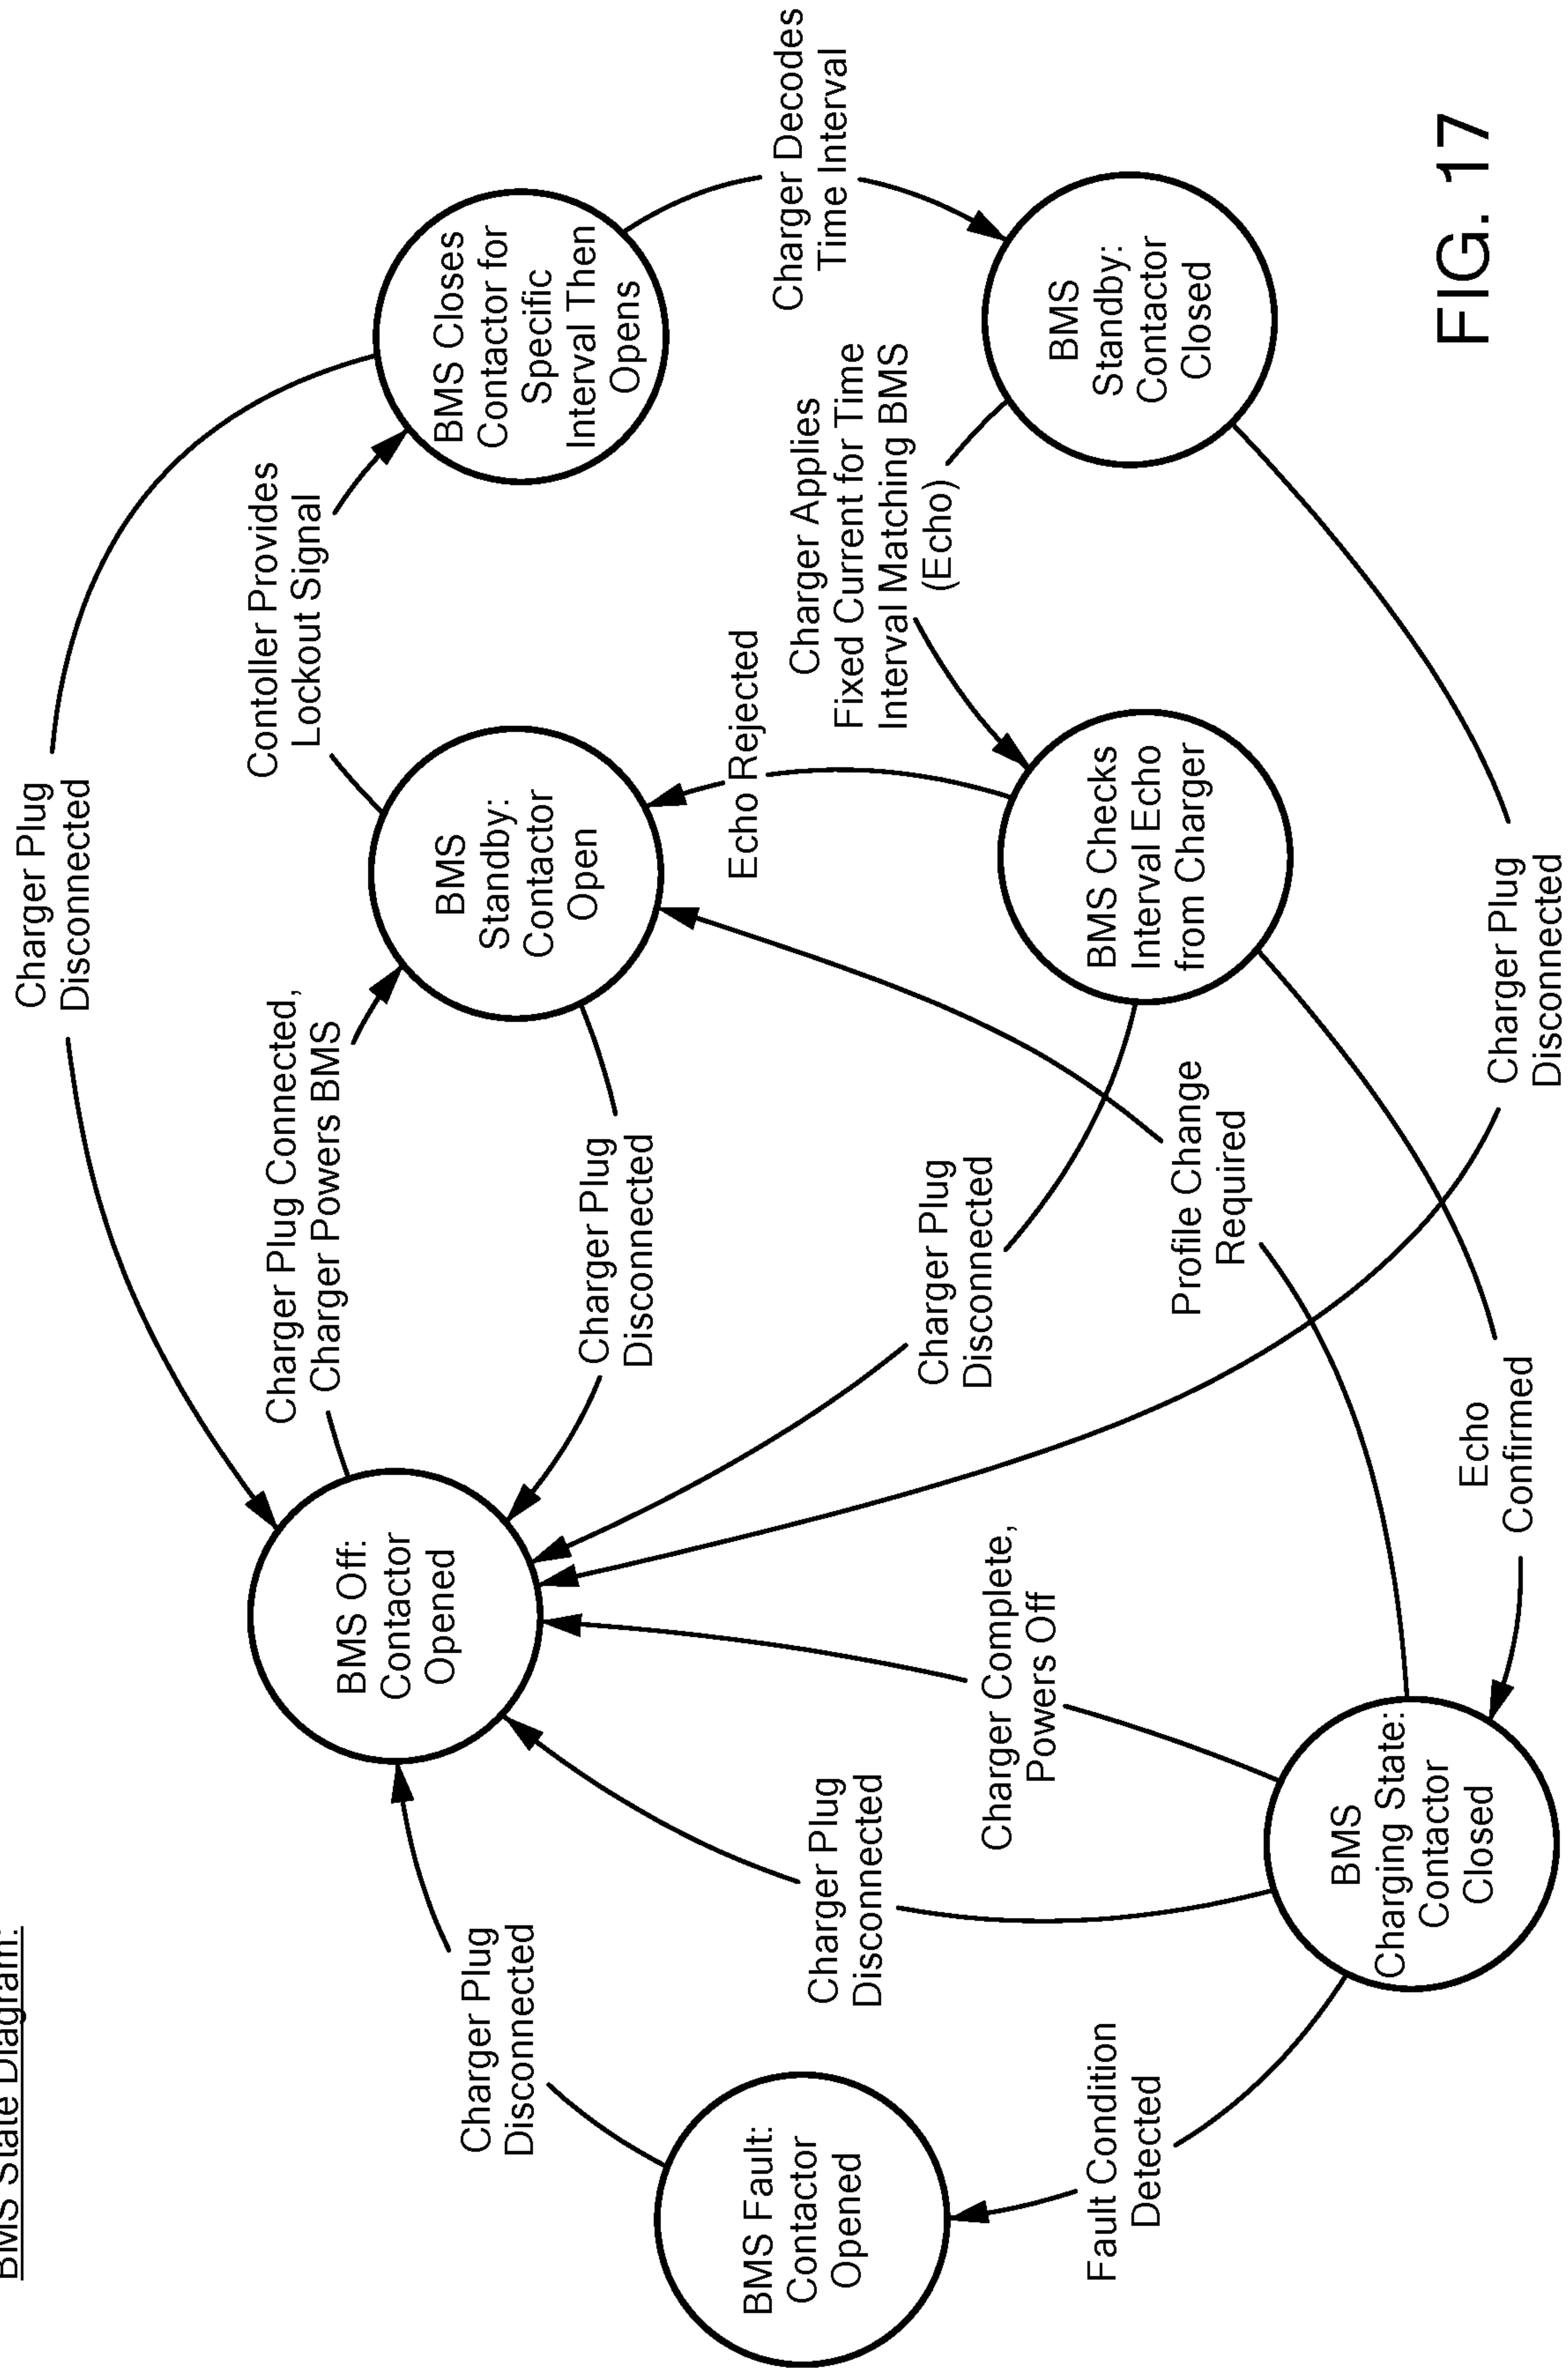 BMS State Diagram:
Charger Plug
Disconnected
Charger Plug Connected,
Charger Powers BMS
Contoller Provides
Lockout Signal
BMS Closes
Contactor for
Specific
Interval Then
Opens
BMS Off:
Contactor
Opened
BMS
Standby:
Contactor
Open
Charger Plug
Disconnected
Charger Plug
Disconnected
Echo Rejected
Charger Decodes
Time Interval
BMS Fault:
Contactor
Opened
Charger Plug
Disconnected
Charger Plug
Disconnected
Charger Applies
Fixed Current for Time
Interval Matching BMS
(Echo)
Charger Complete,
Powers Off
BMS Checks
Interval Echo
from Charger
BMS
Standby:
Contactor
Closed
Fault Condition
Detected
Profile Change
Required
BMS
Charging State:
Contactor
Closed
Echo
Confirmed
Charger Plug
Disconnected
FIG. 17